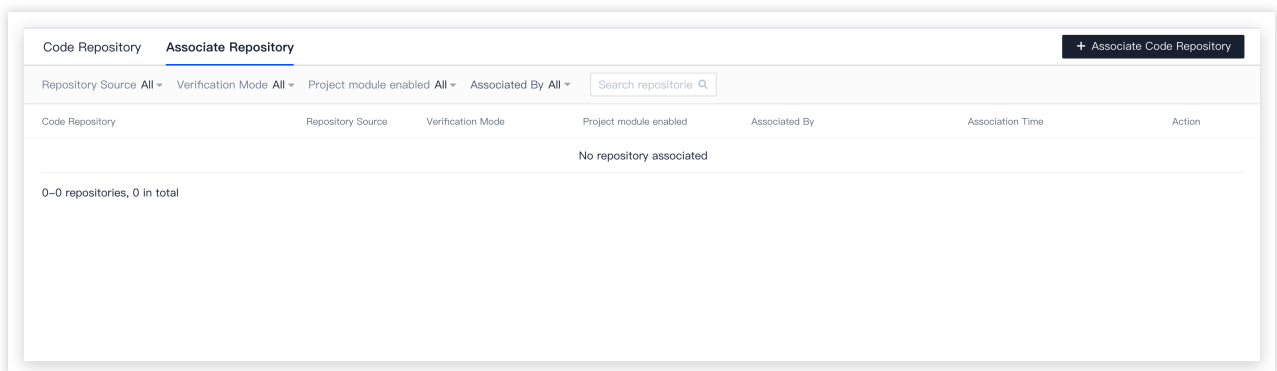 Code Repository Associate Repository + Associate Code Repository
Repository Source All Verification Mode All Project module enabled All Associated By All Search repositorie
Code Repository Repository Source Verification Mode Project module enabled Associated By Association Time Action
No repository associated
0-0 repositories, 0 in total